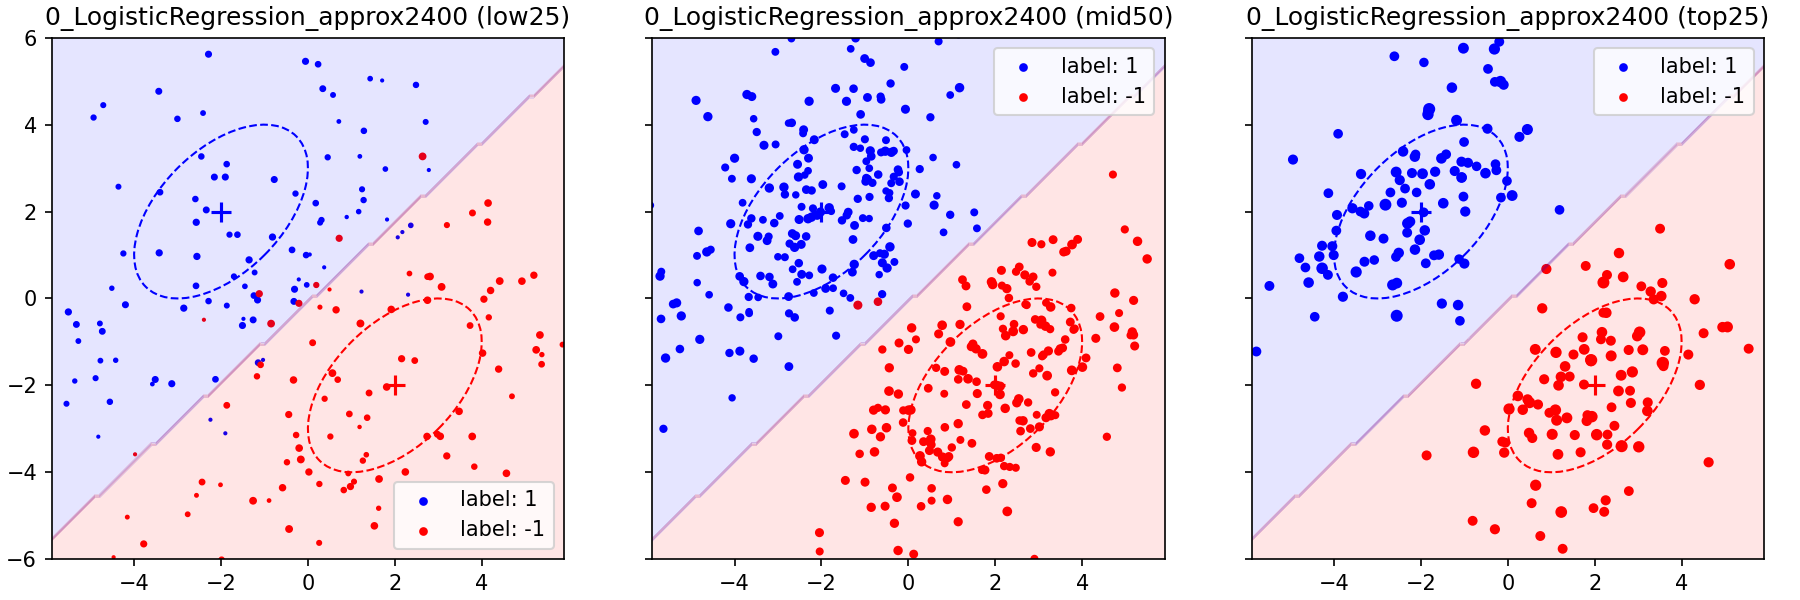 0_LogisticRegression_approx2400 (low25)
0_LogisticRegression_approx2400 (mid50)
0_LogisticRegression_approx2400 (top25)
6
4
2
0
−2
−4
−6
label: 1
label: -1
label: 1
label: -1
label: 1
label: -1
−4 −2 0 2 4
−4 −2 0 2 4
−4 −2 0 2 4